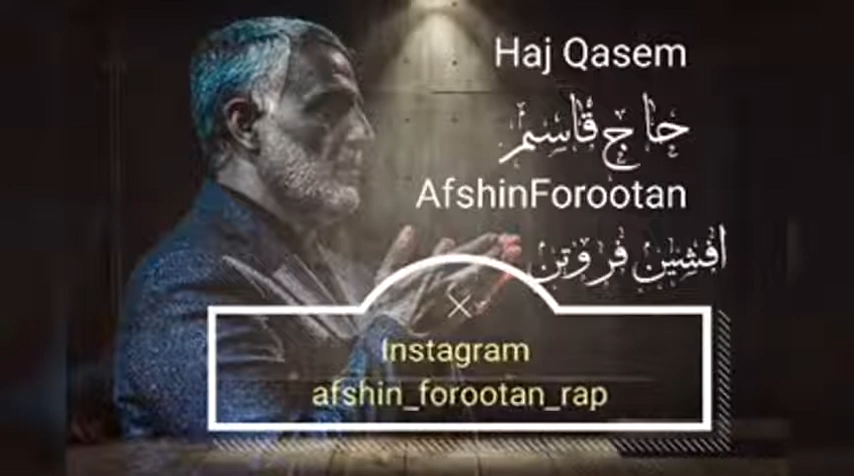 Haj Qasem
حاج قاسم
AfshinForootan
افشین فروتن
Instagram
afshin_forootan_rap